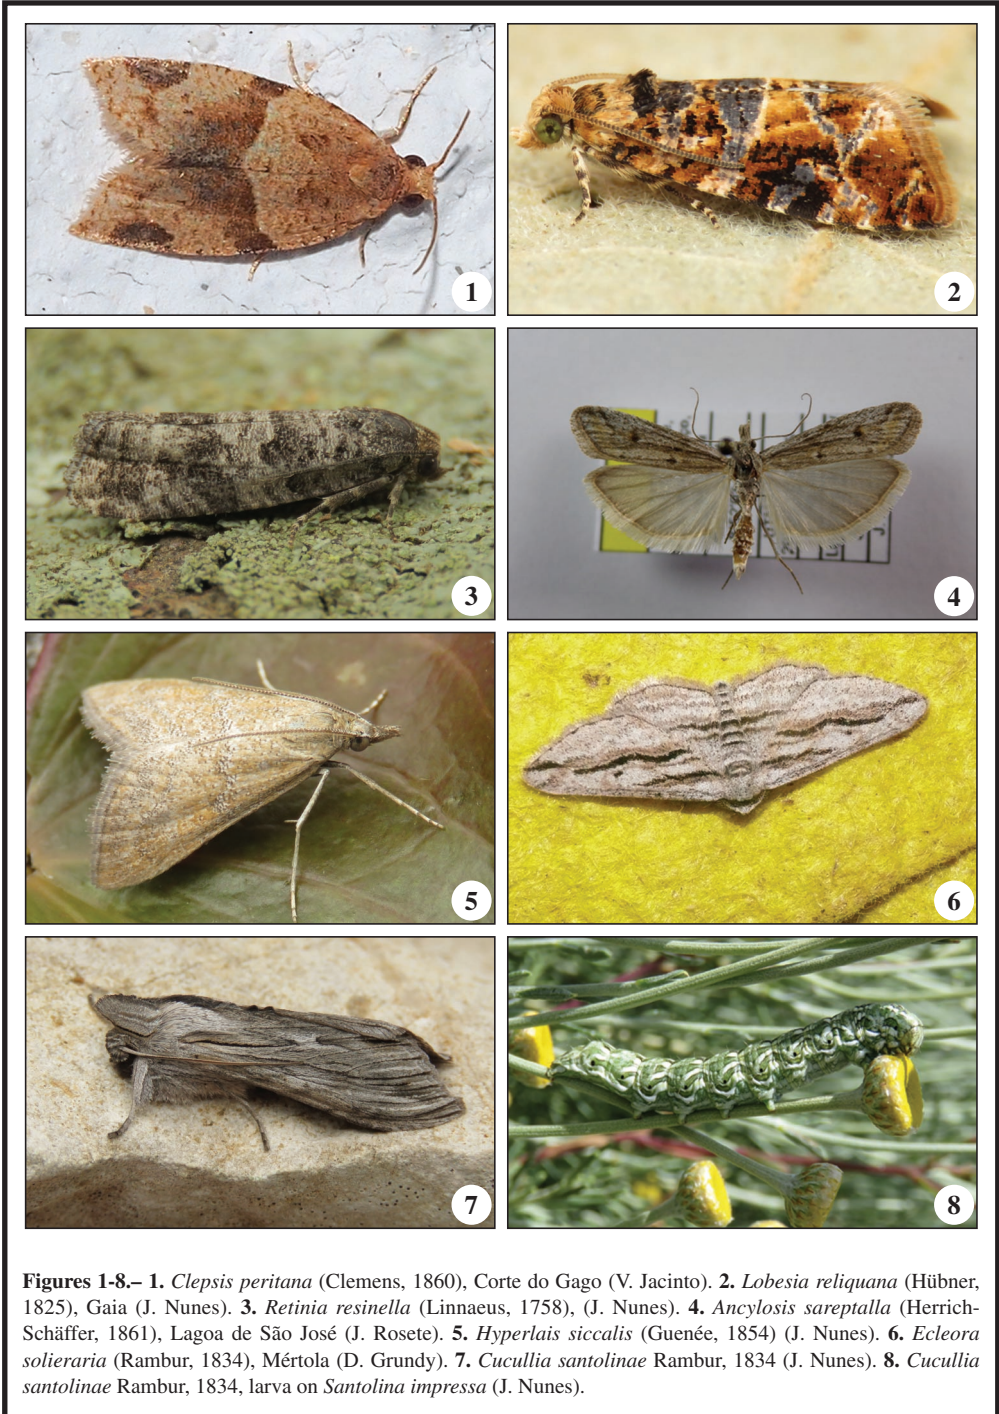 1
2
3
4
5
6
7
8
Figures 1-8.– 1. Clepsis peritana (Clemens, 1860), Corte do Gago (V. Jacinto). 2. Lobesia reliquana (Hübner,
1825), Gaia (J. Nunes). 3. Retinia resinella (Linnaeus, 1758), (J. Nunes). 4. Ancylosis sareptalla (Herrich-
Schäffer, 1861), Lagoa de São José (J. Rosete). 5. Hyperlais siccalis (Guenée, 1854) (J. Nunes). 6. Ecleora
solieraria (Rambur, 1834), Mértola (D. Grundy). 7. Cucullia santolinae Rambur, 1834 (J. Nunes). 8. Cucullia
santolinae Rambur, 1834, larva on Santolina impressa (J. Nunes).